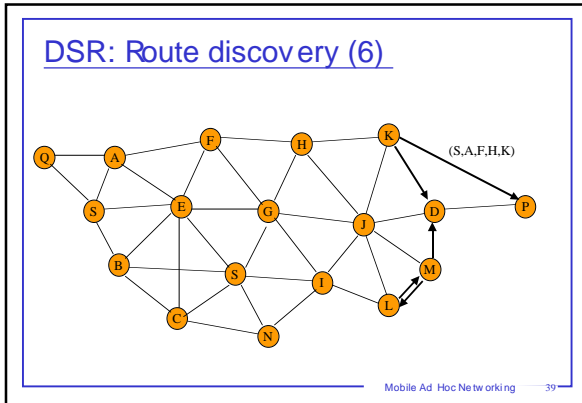 DSR: Route discovery (6)
K
F
H
(S,A,F,H,K)
Q
A
S
E
G
D
P
J
B
S
I
M
L
C
N
Mobile Ad Hoc Networking 39